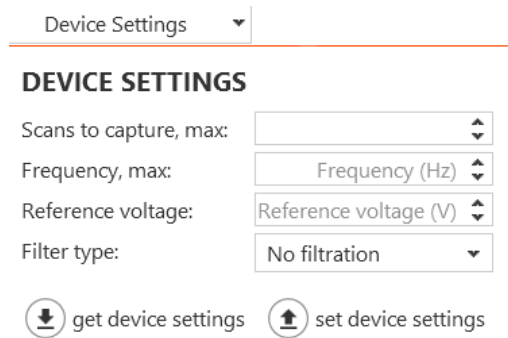 Device Settings
DEVICE SETTINGS
Scans to capture, max:
Frequency, max: Frequency (Hz)
Reference voltage: Reference voltage (V)
Filter type: No filtration
get device settings set device settings